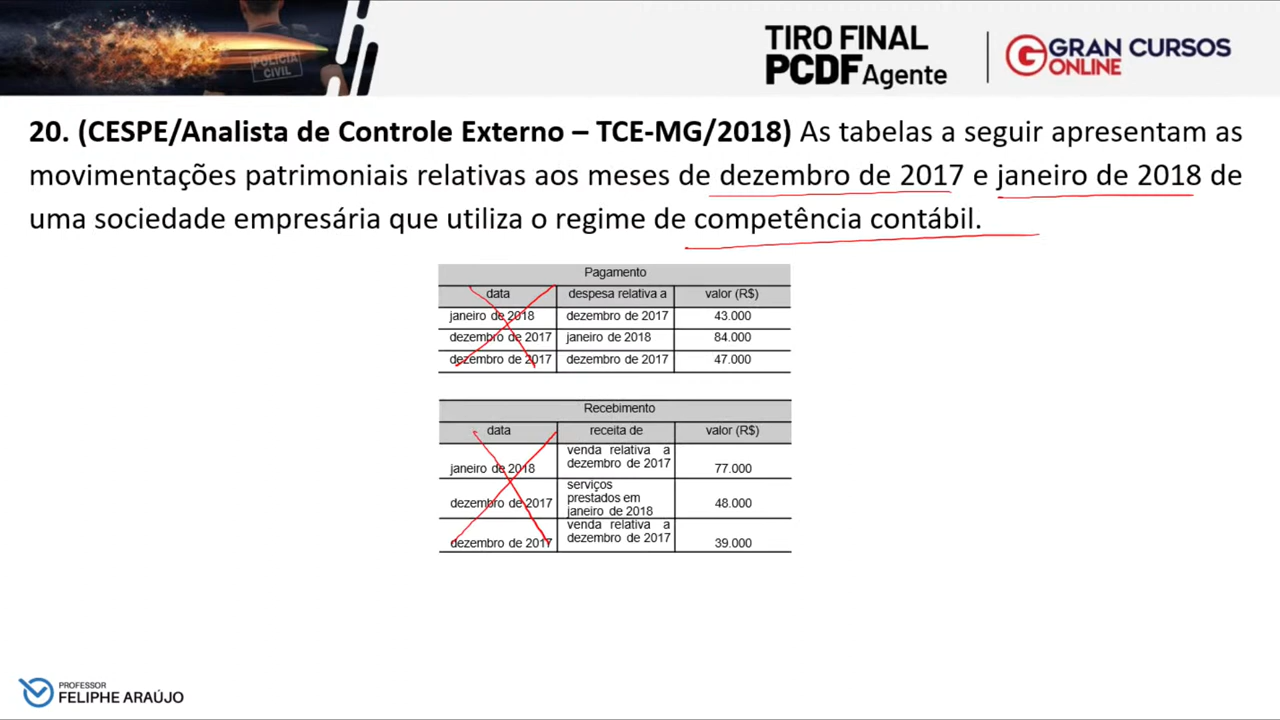 POLÍCIA
CIVIL
TIRO FINAL
PCDF Agente
GRAN CURSOS
ONLINE
20. (CESPE/Analista de Controle Externo – TCE-MG/2018) As tabelas a seguir apresentam as
movimentações patrimoniais relativas aos meses de dezembro de 2017 e janeiro de 2018 de
uma sociedade empresária que utiliza o regime de competência contábil.
Pagamento
data despesa relativa a valor (R$)
janeiro de 2018 dezembro de 2017 43.000
dezembro de 2017 janeiro de 2018 84.000
dezembro de 2017 dezembro de 2017 47.000
Recebimento
data receita de valor (R$)
venda relativa a
dezembro de 2017
janeiro de 2018 77.000
serviços
prestados em
dezembro de 2017 48.000
janeiro de 2018
venda relativa a
dezembro de 2017
dezembro de 2017 39.000
PROFESSOR
FELIPHE ARAÚJO